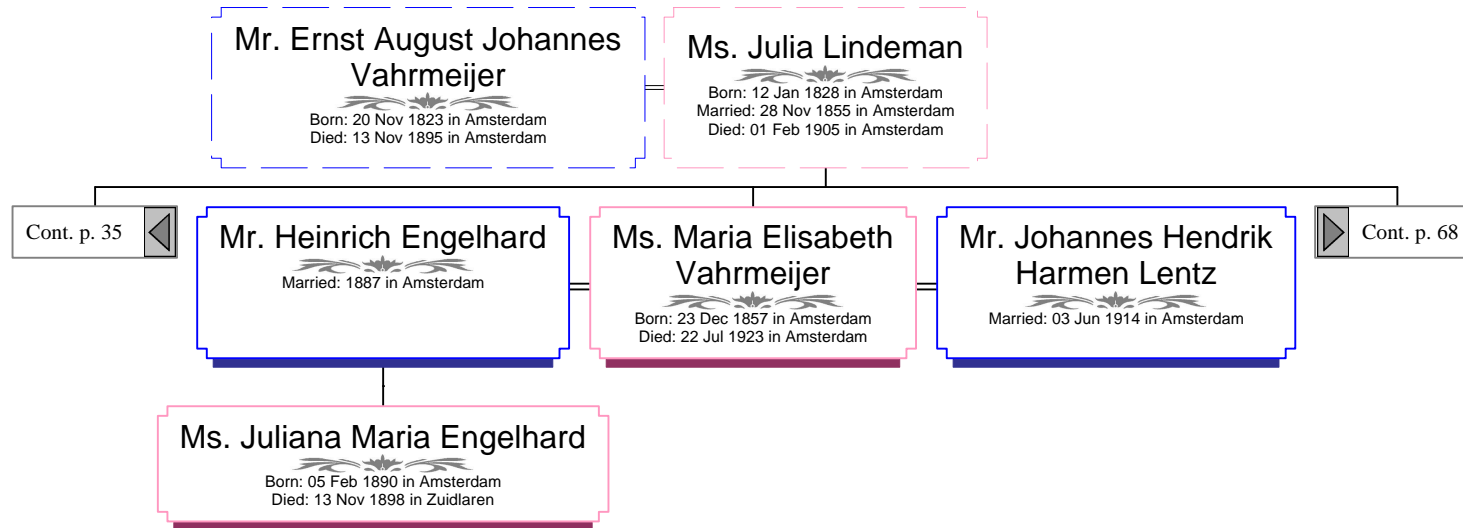 Mr. Ernst August Johannes
Vahrmeijer
Born: 20 Nov 1823 in Amsterdam
Died: 13 Nov 1895 in Amsterdam
Ms. Julia Lindeman
Born: 12 Jan 1828 in Amsterdam
Married: 28 Nov 1855 in Amsterdam
Died: 01 Feb 1905 in Amsterdam
Cont. p. 35
Mr. Heinrich Engelhard
Married: 1887 in Amsterdam
Ms. Maria Elisabeth
Vahrmeijer
Born: 23 Dec 1857 in Amsterdam
Died: 22 Jul 1923 in Amsterdam
Mr. Johannes Hendrik
Harmen Lentz
Married: 03 Jun 1914 in Amsterdam
Cont. p. 68
Ms. Juliana Maria Engelhard
Born: 05 Feb 1890 in Amsterdam
Died: 13 Nov 1898 in Zuidlaren